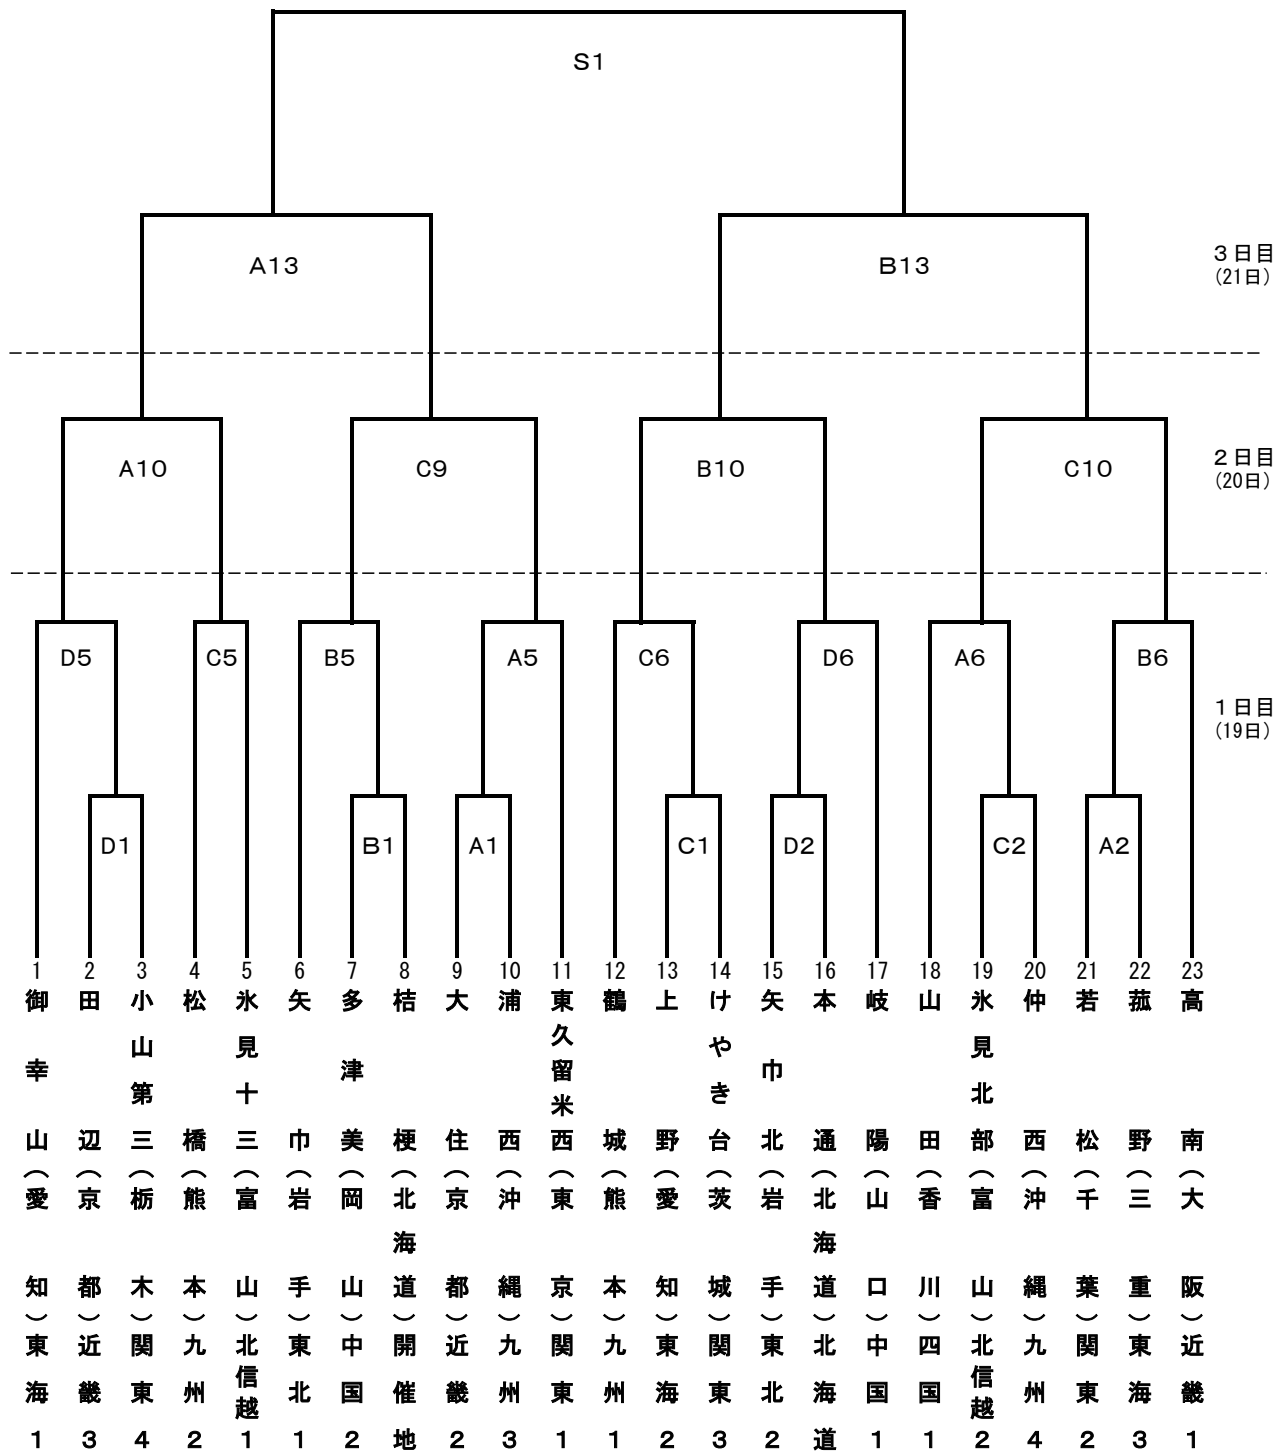 S1
A13
B13
3日目
(21日)
A10
C9
B10
C10
2日目
(20日)
D5
C5
B5
A5
C6
D6
A6
B6
1日目
(19日)
D1
B1
A1
C1
D2
C2
A2
1 御幸山(愛知)東海1
2 田辺(京都)近畿3
3 小山第三(栃木)関東4
4 松橋(熊本)九州2
5 氷見十三(富山)北信越1
6 矢巾(岩手)東北1
7 多津美(岡山)中国2
8 桔梗(北海道)開催地
9 大住(京都)近畿2
10 浦西(沖縄)九州3
11 東久留米西(東京)関東1
12 鶴城(熊本)九州1
13 上野(愛知)東海2
14 けやき台(茨城)関東3
15 矢巾北(岩手)東北2
16 本通(北海道)北海道
17 岐陽(山口)中国1
18 山田(香川)四国1
19 氷見北部(富山)北信越2
20 仲西(沖縄)九州4
21 若松(千葉)関東2
22 菰野(三重)東海3
23 高南(大阪)近畿1